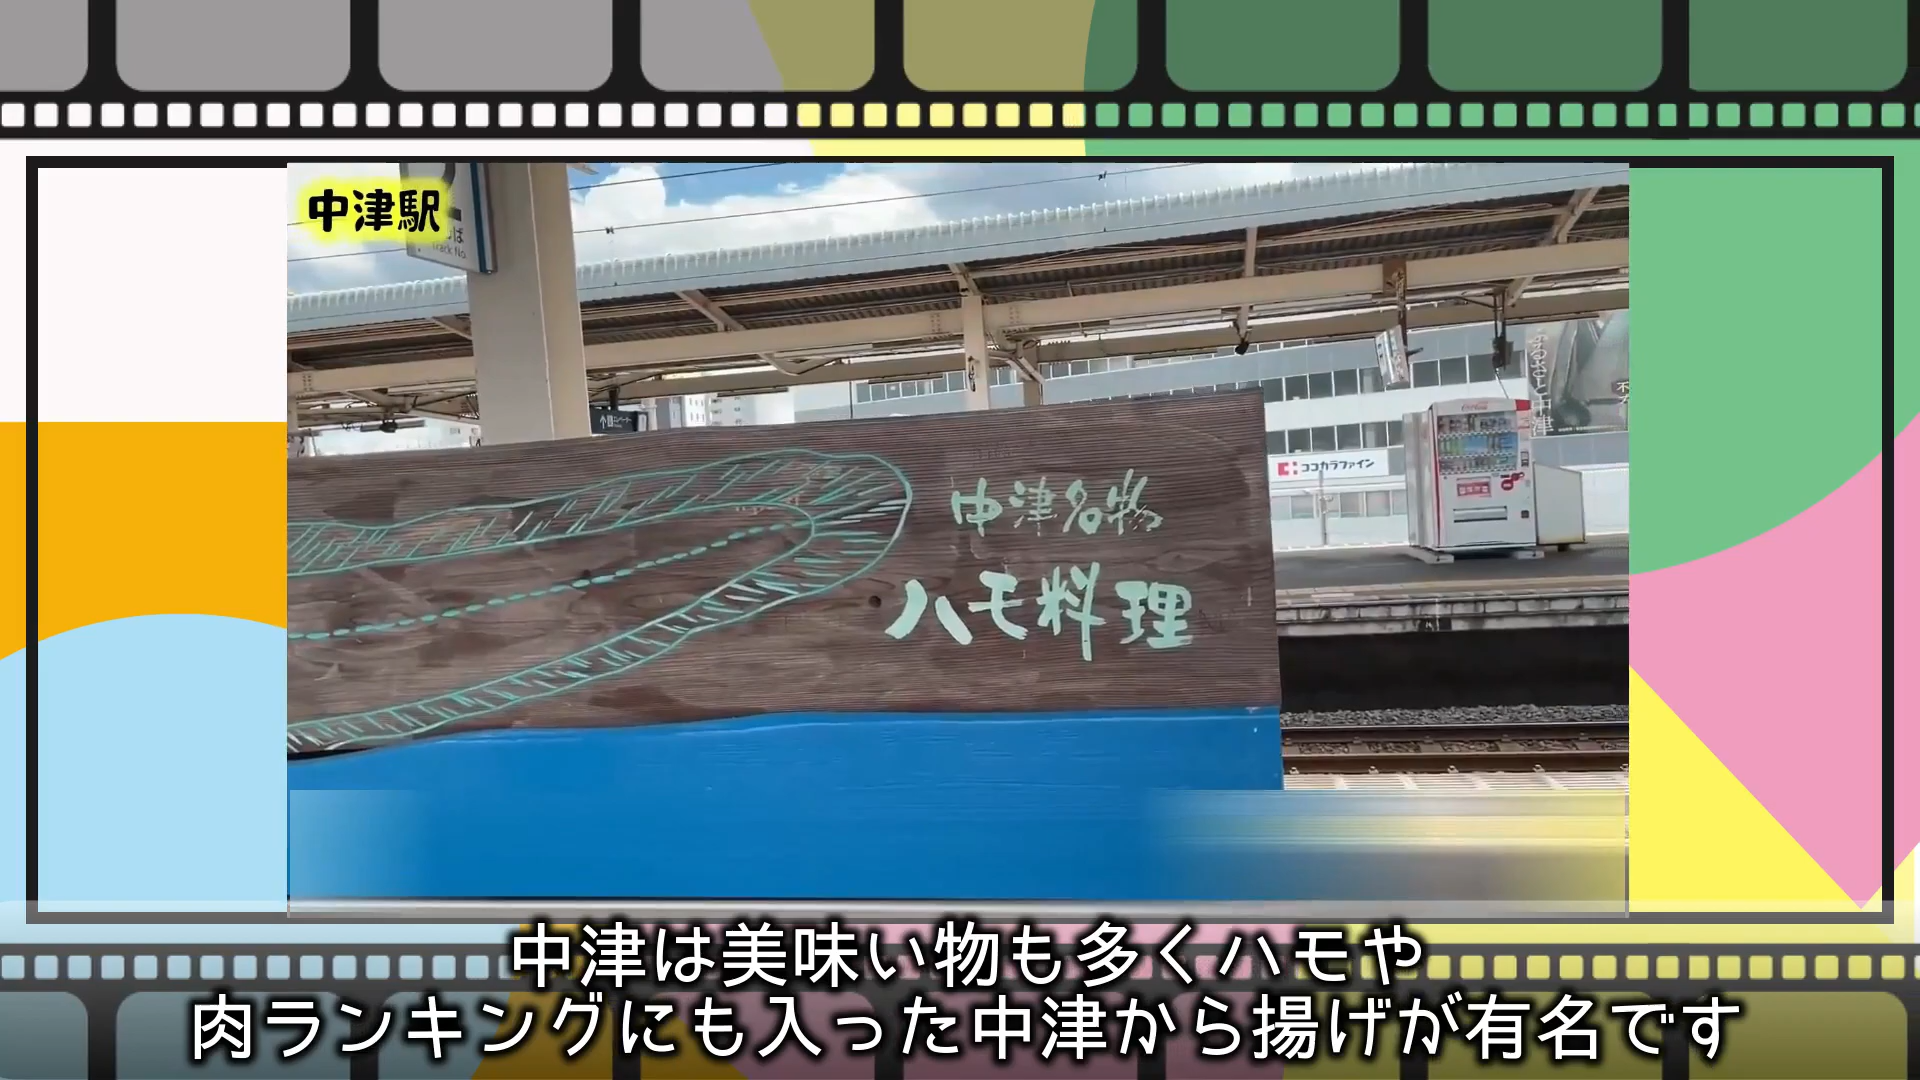 中津駅
Track No.
中津名物
ハモ料理
ココカラファイン
中津は美味い物も多くハモや
肉ランキングにも入った中津から揚げが有名です